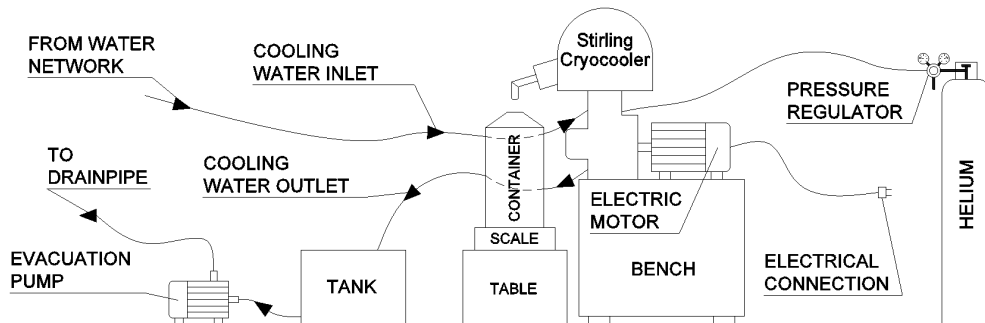 FROM WATER
NETWORK
COOLING
WATER INLET
Stirling
Cryocooler
PRESSURE
REGULATOR
TO
DRAINPIPE
COOLING
WATER OUTLET
CONTAINER
ELECTRIC
MOTOR
HELIUM
EVACUATION
PUMP
TANK
SCALE
TABLE
BENCH
ELECTRICAL
CONNECTION